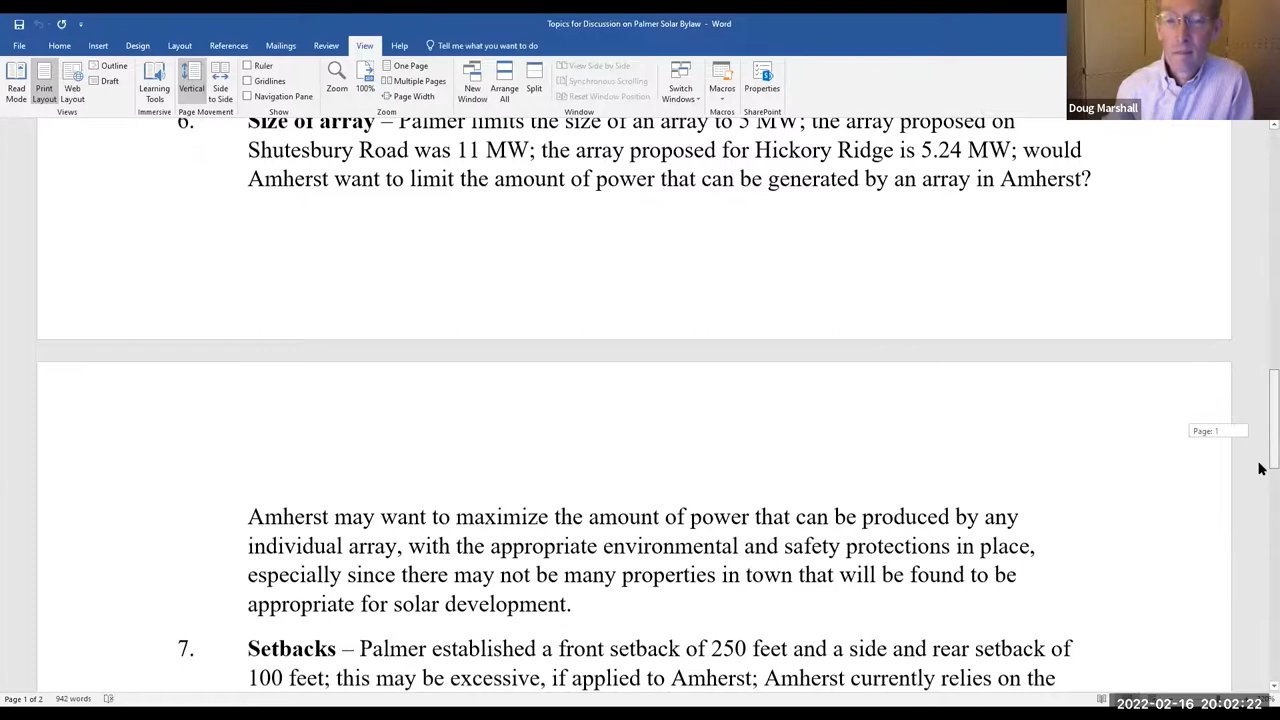 Topics for Discussion on Palmer Solar Bylaw - Word
File Home Insert Design Layout References Mailings Review View Help Tell me what you want to do
Read Mode
Print Layout
Web Layout
Outline
Draft
Views
Learning Tools
Immersive
Vertical
Side to Side
Page Movement
Ruler
Gridlines
Navigation Pane
Show
Zoom
100%
One Page
Multiple Pages
Page Width
Zoom
New Window
Arrange All
Split
View Side by Side
Synchronous Scrolling
Reset Window Position
Window
Switch Windows
Macros
Macros
Properties
SharePoint
Doug Marshall
6. Size of array – Palmer limits the size of an array to 5 MW; the array proposed on
Shutesbury Road was 11 MW; the array proposed for Hickory Ridge is 5.24 MW; would
Amherst want to limit the amount of power that can be generated by an array in Amherst?
Page: 1
Amherst may want to maximize the amount of power that can be produced by any
individual array, with the appropriate environmental and safety protections in place,
especially since there may not be many properties in town that will be found to be
appropriate for solar development.
7. Setbacks – Palmer established a front setback of 250 feet and a side and rear setback of
100 feet; this may be excessive, if applied to Amherst; Amherst currently relies on the
Page 1 of 2 942 words
2022-02-16 20:02:22